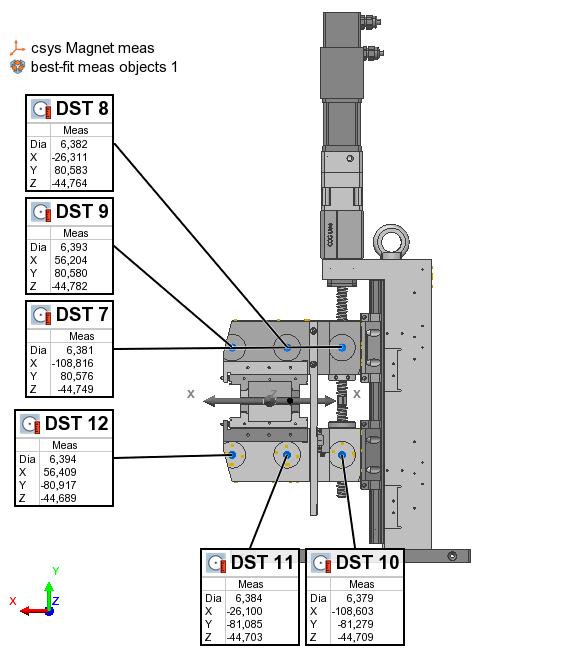 csys Magnet meas
best-fit meas objects 1
DST 8
Meas
Dia 6,382
X -26,311
Y 80,583
Z -44,764
DST 9
Meas
Dia 6,393
X 56,204
Y 80,580
Z -44,782
DST 7
Meas
Dia 6,381
X -108,816
Y 80,576
Z -44,749
DST 12
Meas
Dia 6,394
X 56,409
Y -80,917
Z -44,689
DST 11
Meas
Dia 6,384
X -26,100
Y -81,085
Z -44,703
DST 10
Meas
Dia 6,379
X -108,603
Y -81,279
Z -44,709
X
Z
X
Y
X
Z